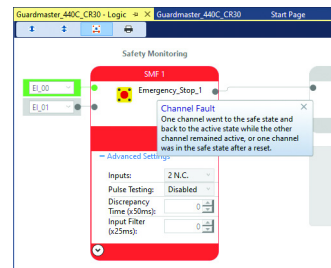 Guardmaster_440C_CR30 - Logic
Guardmaster_440C_CR30
Start Page
Safety Monitoring
SMF 1
EI_00
Emergency_Stop_1
EI_01
Channel Fault
One channel went to the safe state and
back to the active state while the other
channel remained active, or one channel
was in the safe state after a reset.
Advanced Settings
Inputs: 2 N.C.
Pulse Testing: Disabled
Discrepancy
Time (x50ms): 0
Input Filter
(x25ms): 0